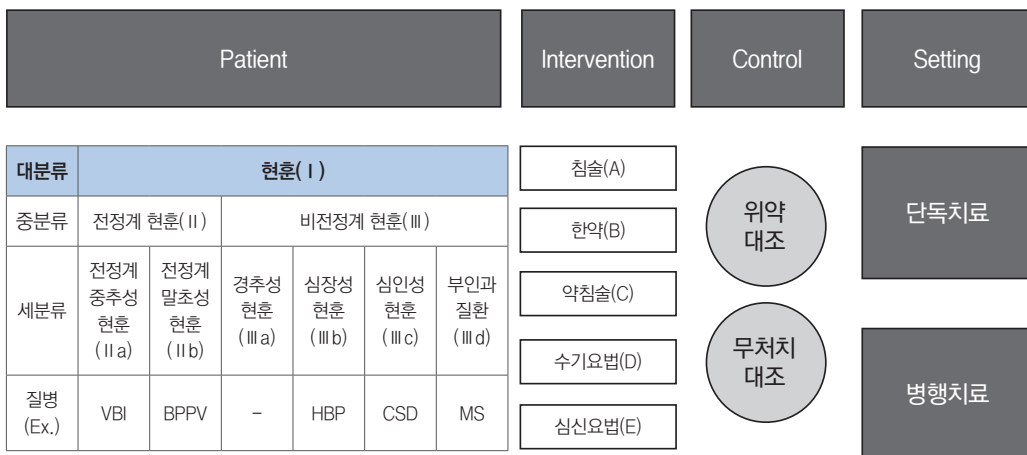 Patient
Intervention
Control
Setting
대분류
현훈(Ⅰ)
중분류
전정계 현훈(Ⅱ)
비전정계 현훈(Ⅲ)
세분류
전정계
중추성
현훈
(Ⅱa)
전정계
말초성
현훈
(Ⅱb)
경추성
현훈
(Ⅲa)
심장성
현훈
(Ⅲb)
심인성
현훈
(Ⅲc)
부인과
질환
(Ⅲd)
질병
(Ex.)
VBI
BPPV
–
HBP
CSD
MS
침술(A)
한약(B)
약침술(C)
수기요법(D)
심신요법(E)
위약
대조
무처치
대조
단독치료
병행치료